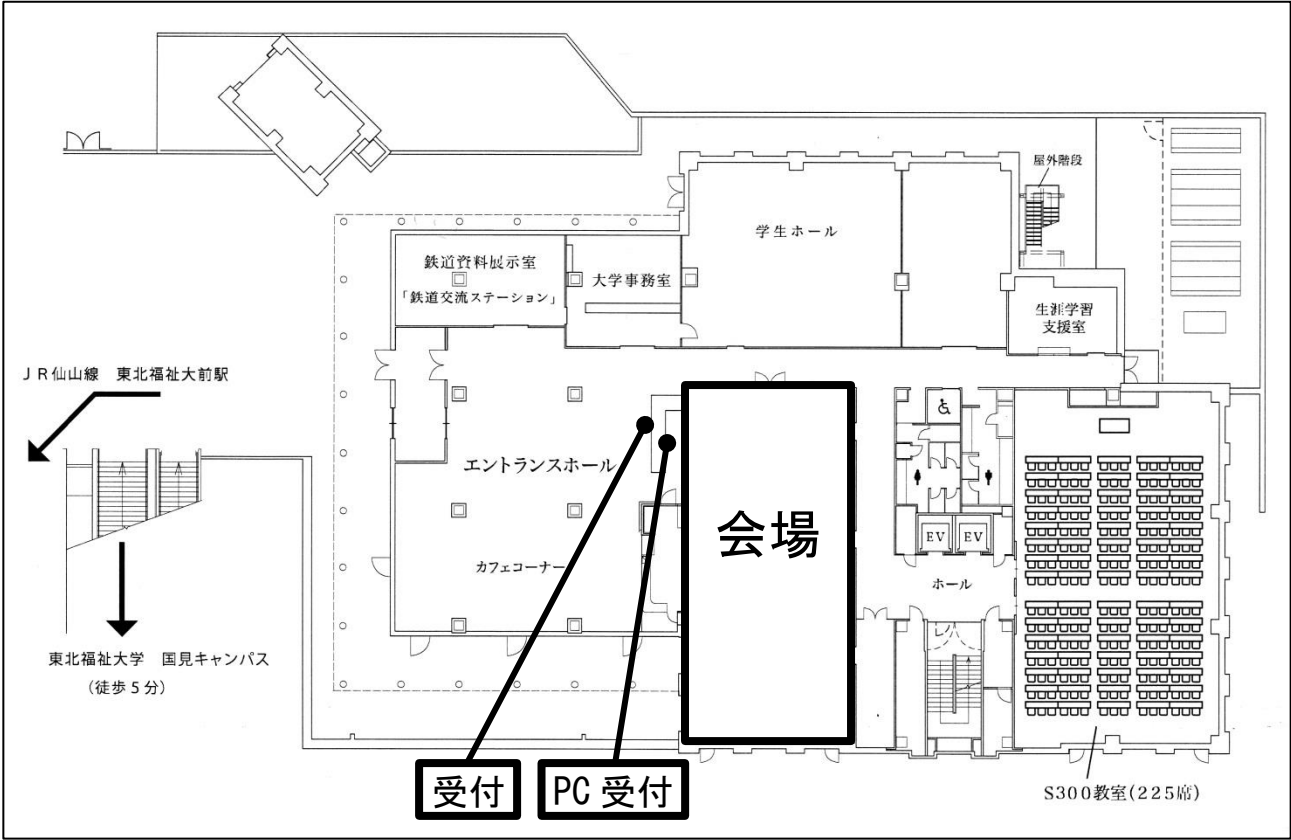 屋外階段
学生ホール
鉄道資料展示室
「鉄道交流ステーション」
大学事務室
生涯学習
支援室
JR仙山線 東北福祉大前駅
エントランスホール
会場
EV
EV
カフェコーナー
ホール
東北福祉大学 国見キャンパス
(徒歩5分)
受付
PC 受付
S300教室(225席)